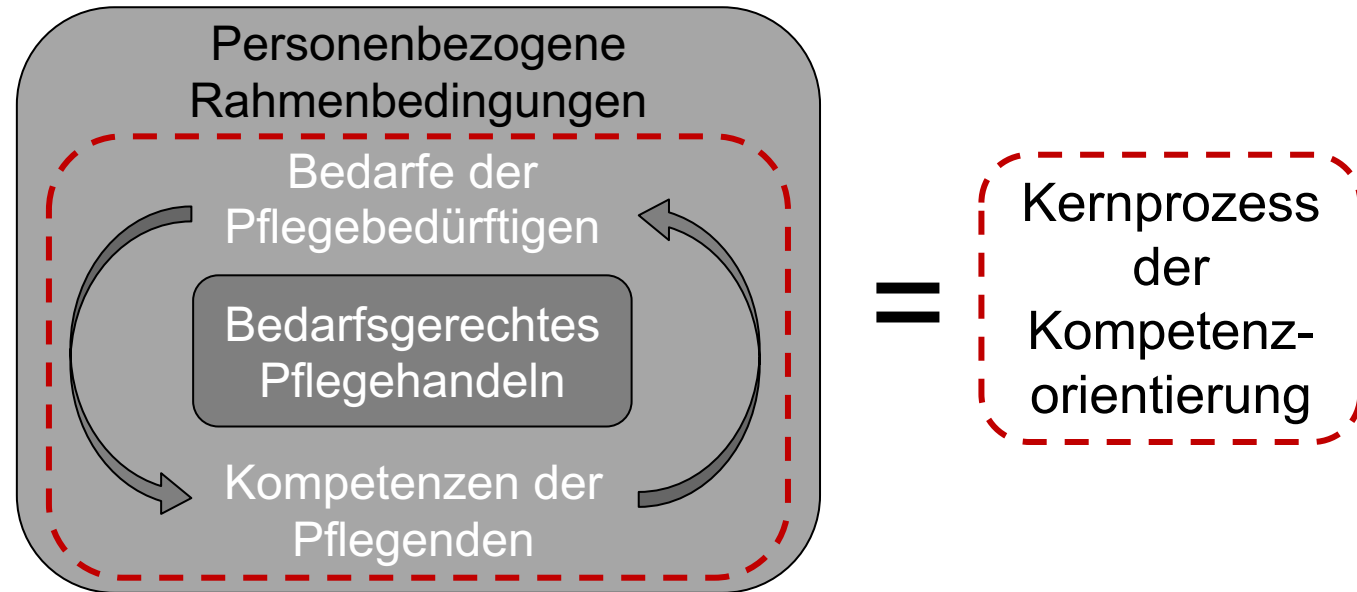 Personenbezogene
Rahmenbedingungen
Bedarfe der
Pflegebedürftigen
Bedarfsgerechtes
Pflegehandeln
Kompetenzen der
Pflegenden
=
Kernprozess
der
Kompetenz-
orientierung